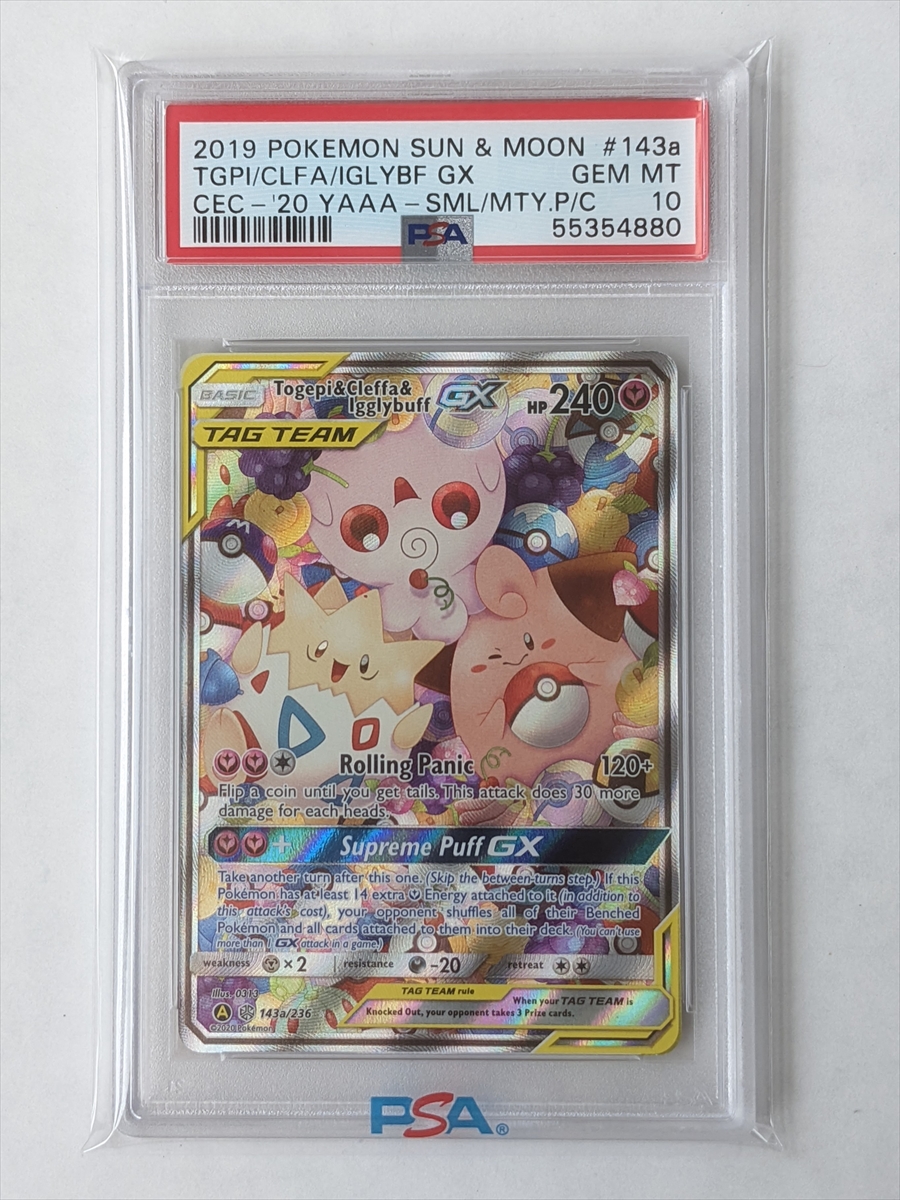 2019 POKEMON SUN & MOON #143a
TGPI/CLFA/IGLYBF GX GEM MT
CEC - '20 YAAA - SML/MTY.P/C 10
PSA 55354880
BASIC Togepi&Cleffa&
Igglybuff GX HP 240
TAG TEAM
Rolling Panic 120+
Flip a coin until you get tails. This attack does 30 more
damage for each heads.
+ Supreme Puff GX
Take another turn after this one. (Skip the between-turns step.) If this
Pokémon has at least 14 extra Energy attached to it (in addition to
this attack's cost), your opponent shuffles all of their Benched
Pokémon and all cards attached to them into their deck. (You can't use
more than 1 GX attack in a game.)
weakness ×2 resistance -20 retreat
Illus. 0313
TAG TEAM rule
When your TAG TEAM is
Knocked Out, your opponent takes 3 Prize cards.
A 143a/236
©2020 Pokémon
PSA®